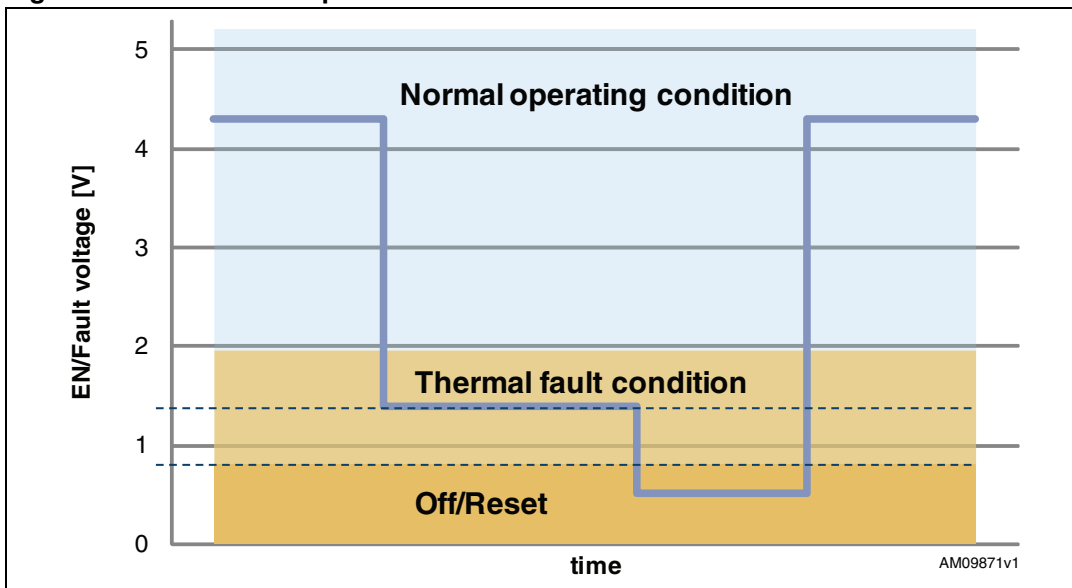 5
Normal operating condition
4
EN/Fault voltage [V]
3
2
Thermal fault condition
1
Off/Reset
0
time
AM09871v1